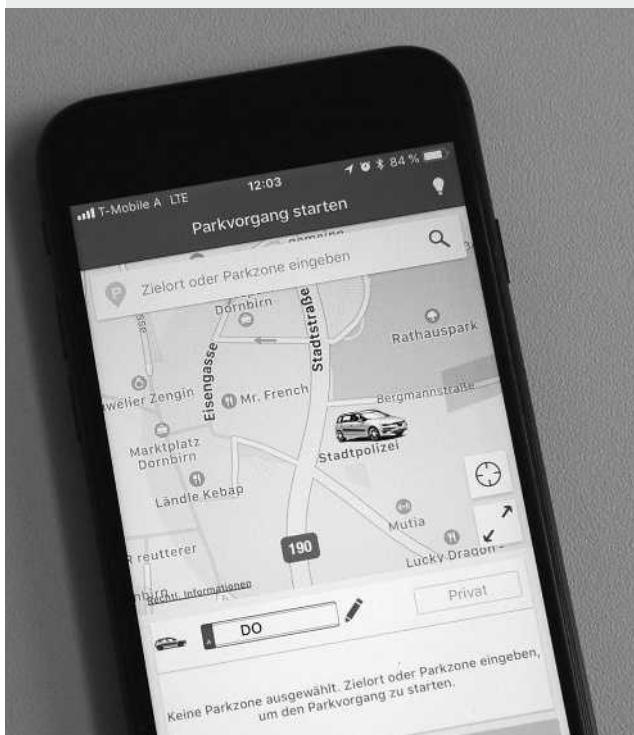 T-Mobile A LTE 12:03 84 %
Parkvorgang starten
Zielort oder Parkzone eingeben
Dornbirn
Stadtstraße
Rathauspark
Eisengasse
Mr. French
Bergmannstraße
Marktplatz
Dornbirn
Stadtpolizei
Ländle Kebap
Mutia
190
reutterer
Lucky Dragon
Rechtl. Informationen
A DO
Privat
Keine Parkzone ausgewählt. Zielort oder Parkzone eingeben,
um den Parkvorgang zu starten.